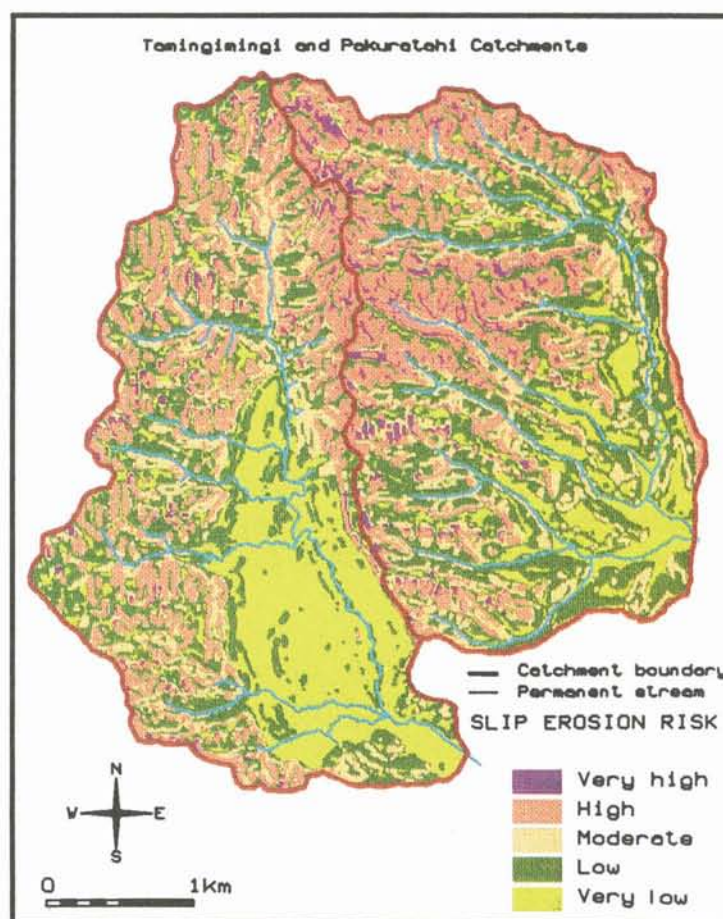 Tamingimingi and Pakuratahi Catchments
Catchment boundary
Permanent stream
SLIP EROSION RISK
Very high
High
Moderate
Low
Very low
N
W E
S
0 1Km